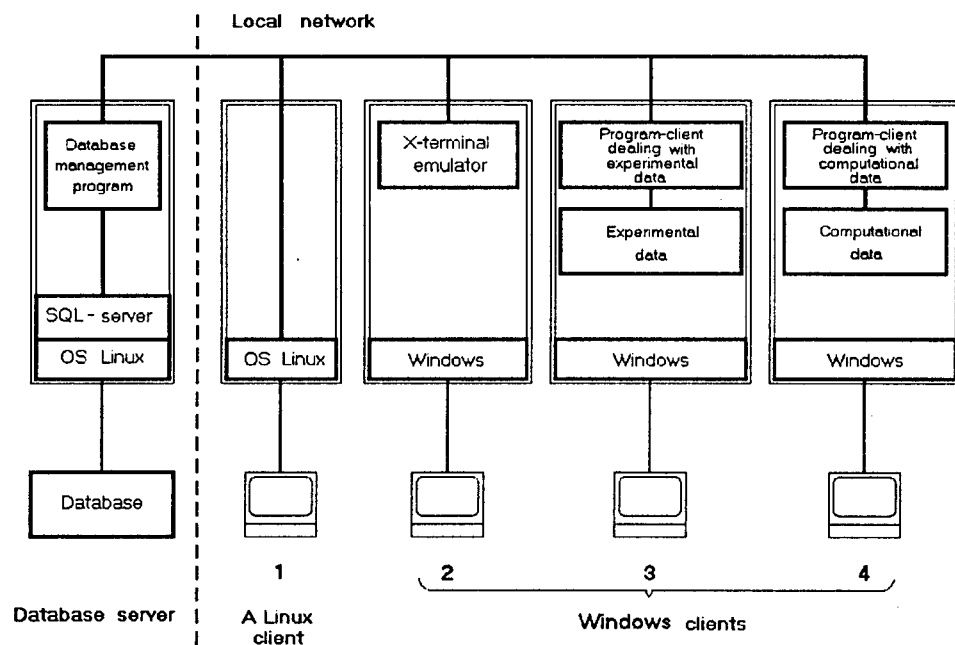 Local network
Database
management
program
SQL - server
OS Linux
Database
Database server
OS Linux
1
A Linux
client
X-terminal
emulator
Windows
2
Program-client
dealing with
experimental
data
Experimental
data
Windows
3
Program-client
dealing with
computational
data
Computational
data
Windows
4
Windows clients